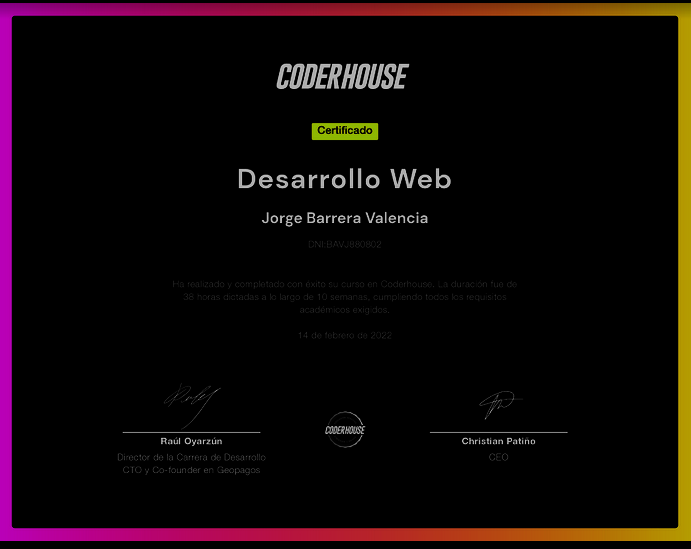 CODERHOUSE
Certificado
Desarrollo Web
Jorge Barrera Valencia
DNI:BAVJ880802
Ha realizado y completado con éxito su curso en Coderhouse. La duración fué de
38 horas dictadas a lo largo de 10 semanas, cumpliendo todos los requisitos
académicos exigidos.
14 de febrero de 2022
CODERHOUSE
Raúl Oyarzún
Christian Patiño
Director de la Carrera de Desarrollo
CEO
CTO y Co-founder en Geopagos